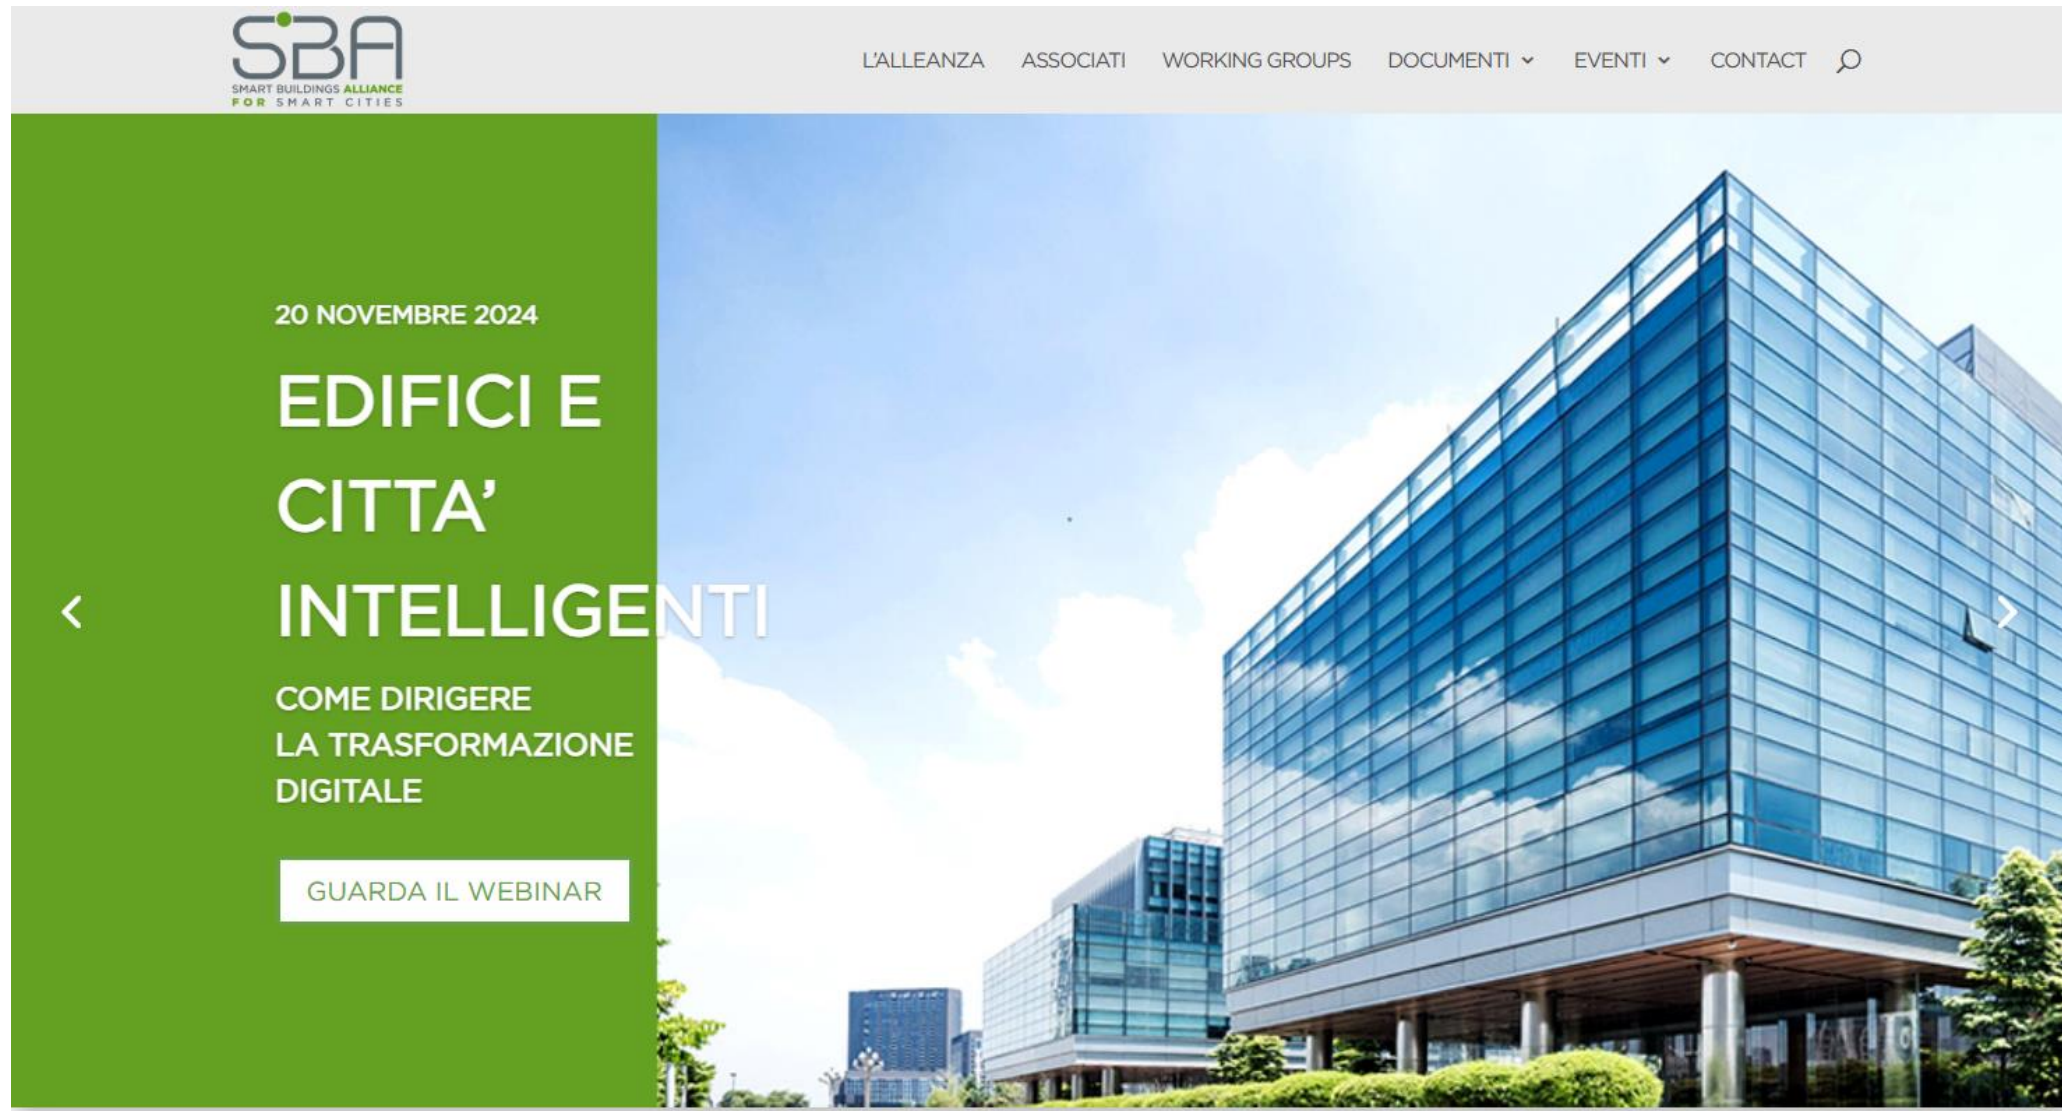 SBA
SMART BUILDINGS ALLIANCE
FOR SMART CITIES
L'ALLEANZA
ASSOCIATI
WORKING GROUPS
DOCUMENTI
EVENTI
CONTACT
20 NOVEMBRE 2024
EDIFICI E
CITTA’
INTELLIGENTI
COME DIRIGERE
LA TRASFORMAZIONE
DIGITALE
GUARDA IL WEBINAR